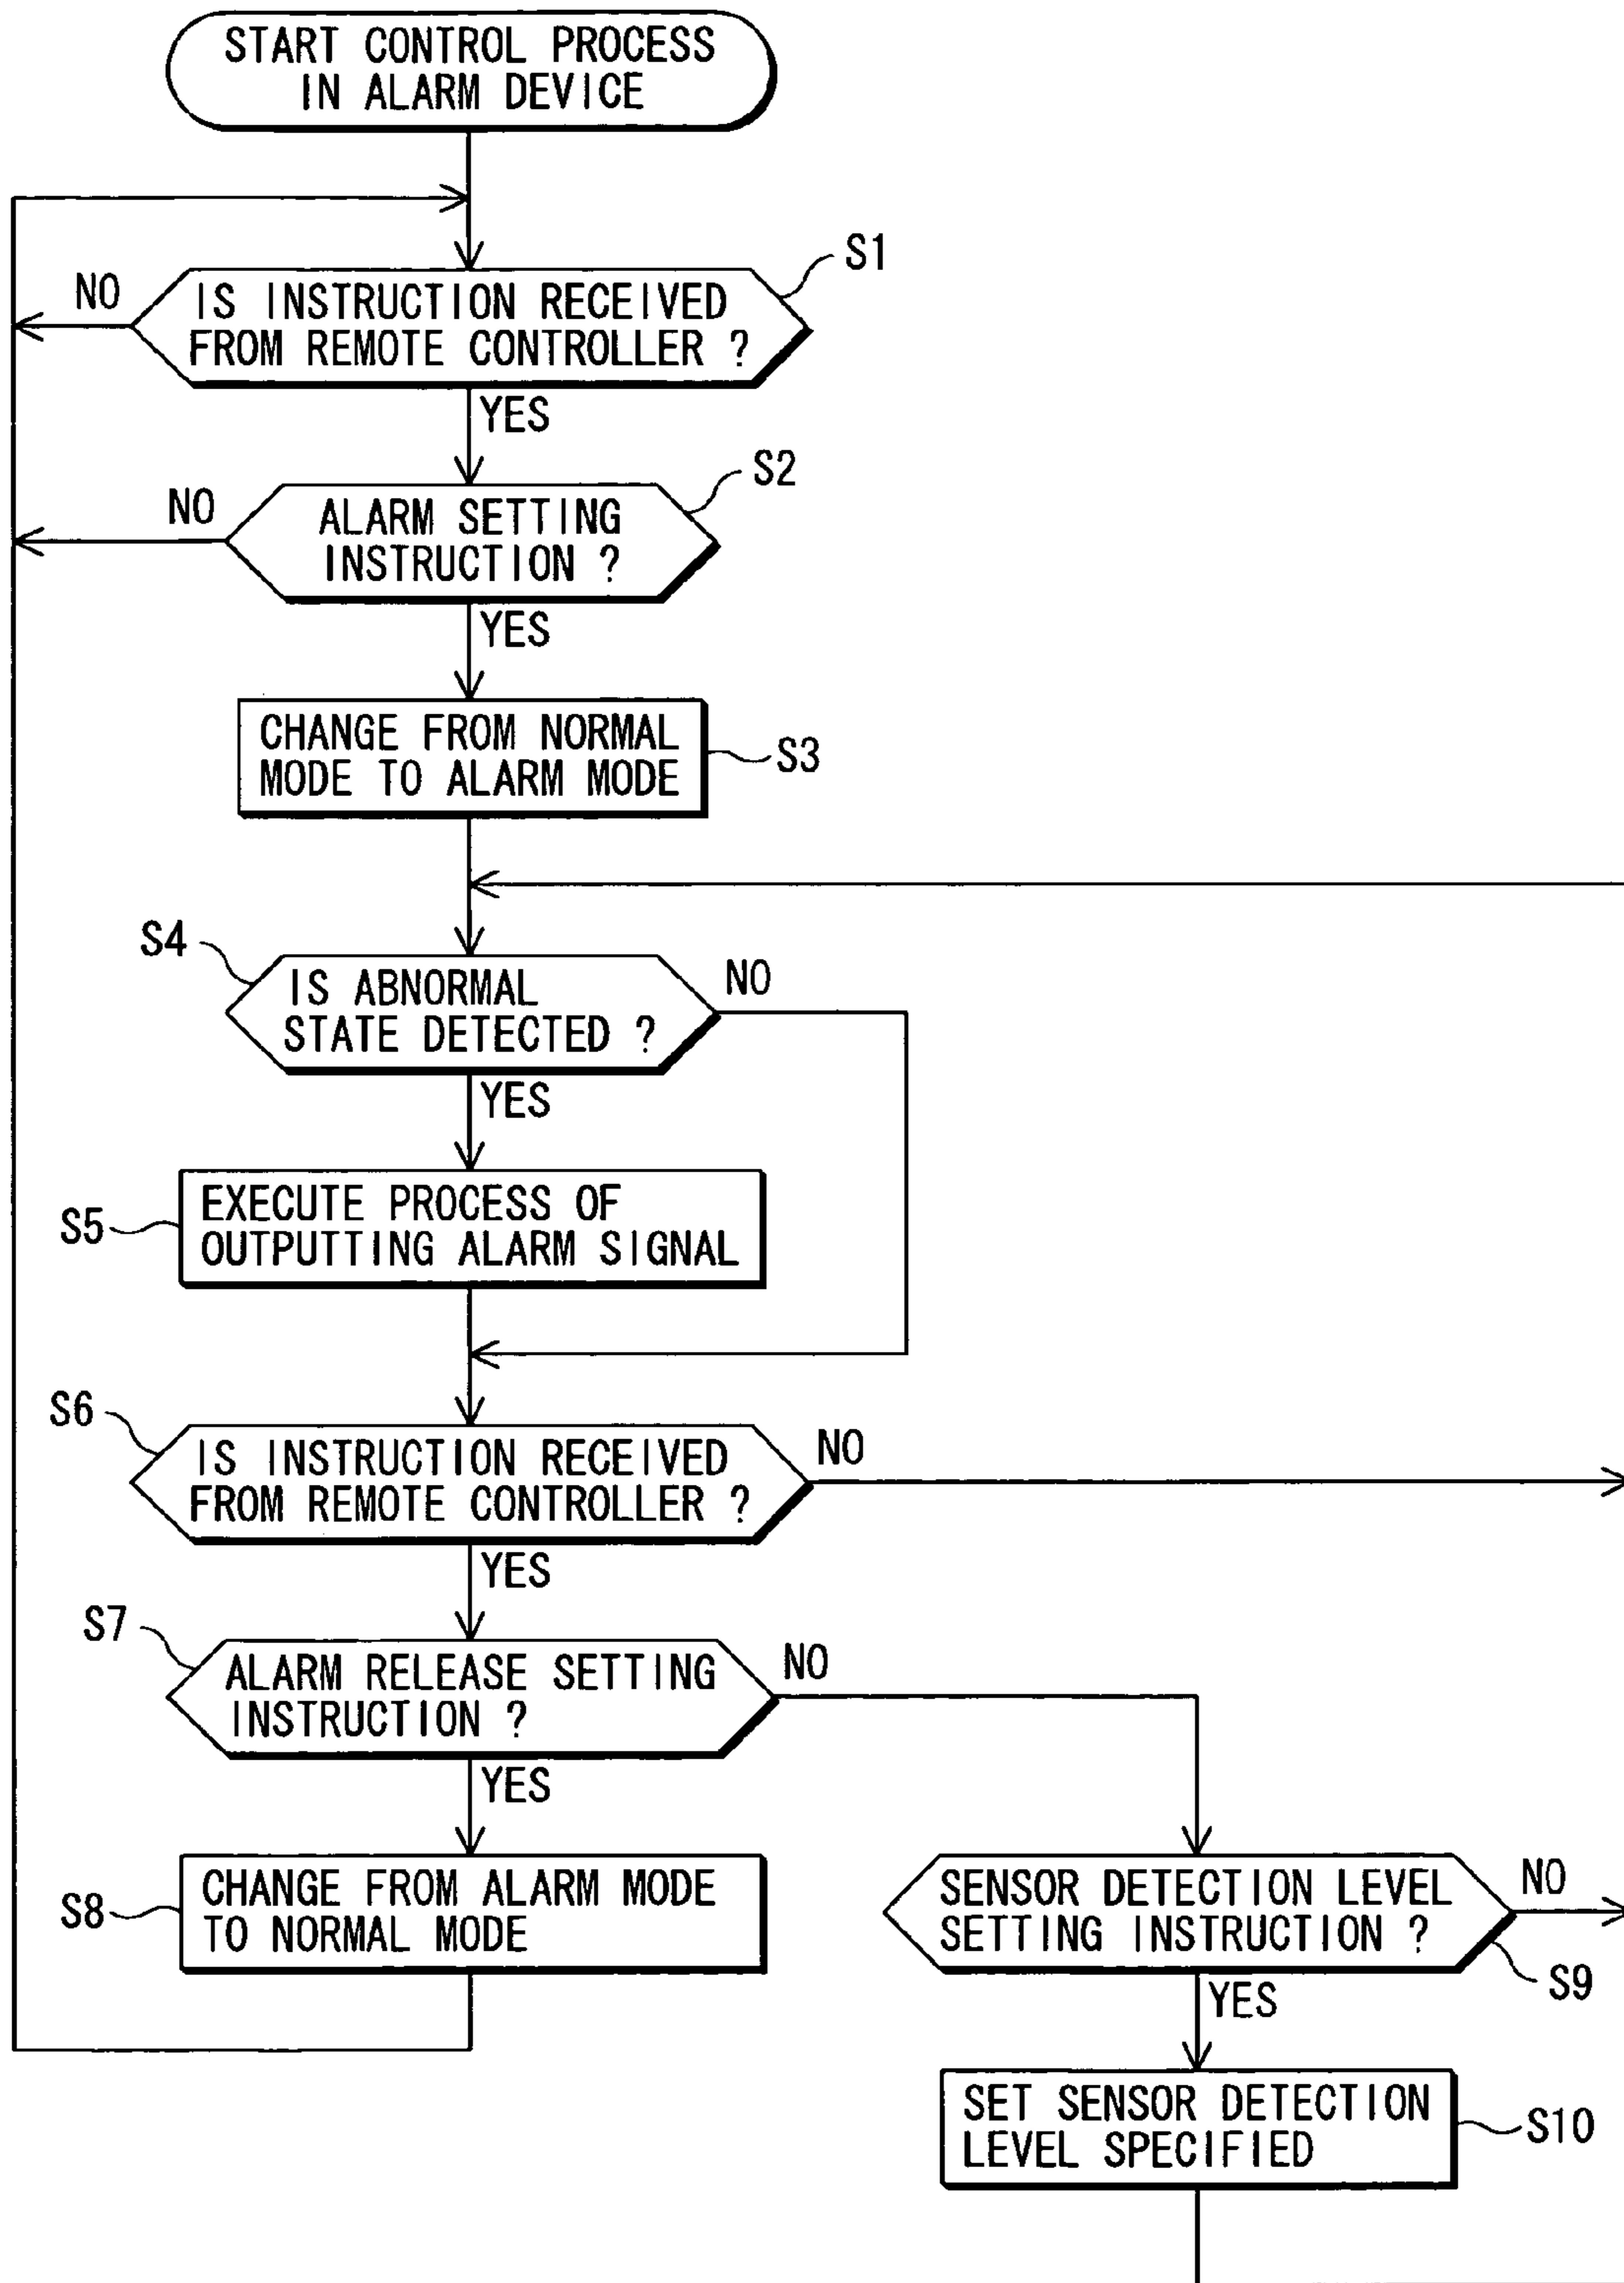 START CONTROL PROCESS
IN ALARM DEVICE
S1
NO
IS INSTRUCTION RECEIVED
FROM REMOTE CONTROLLER ?
YES
S2
NO
ALARM SETTING
INSTRUCTION ?
YES
CHANGE FROM NORMAL
MODE TO ALARM MODE
S3
S4
IS ABNORMAL
STATE DETECTED ?
NO
YES
S5
EXECUTE PROCESS OF
OUTPUTTING ALARM SIGNAL
S6
IS INSTRUCTION RECEIVED
FROM REMOTE CONTROLLER ?
NO
YES
S7
ALARM RELEASE SETTING
INSTRUCTION ?
NO
YES
S8
CHANGE FROM ALARM MODE
TO NORMAL MODE
SENSOR DETECTION LEVEL
SETTING INSTRUCTION ?
NO
S9
YES
SET SENSOR DETECTION
LEVEL SPECIFIED
S10